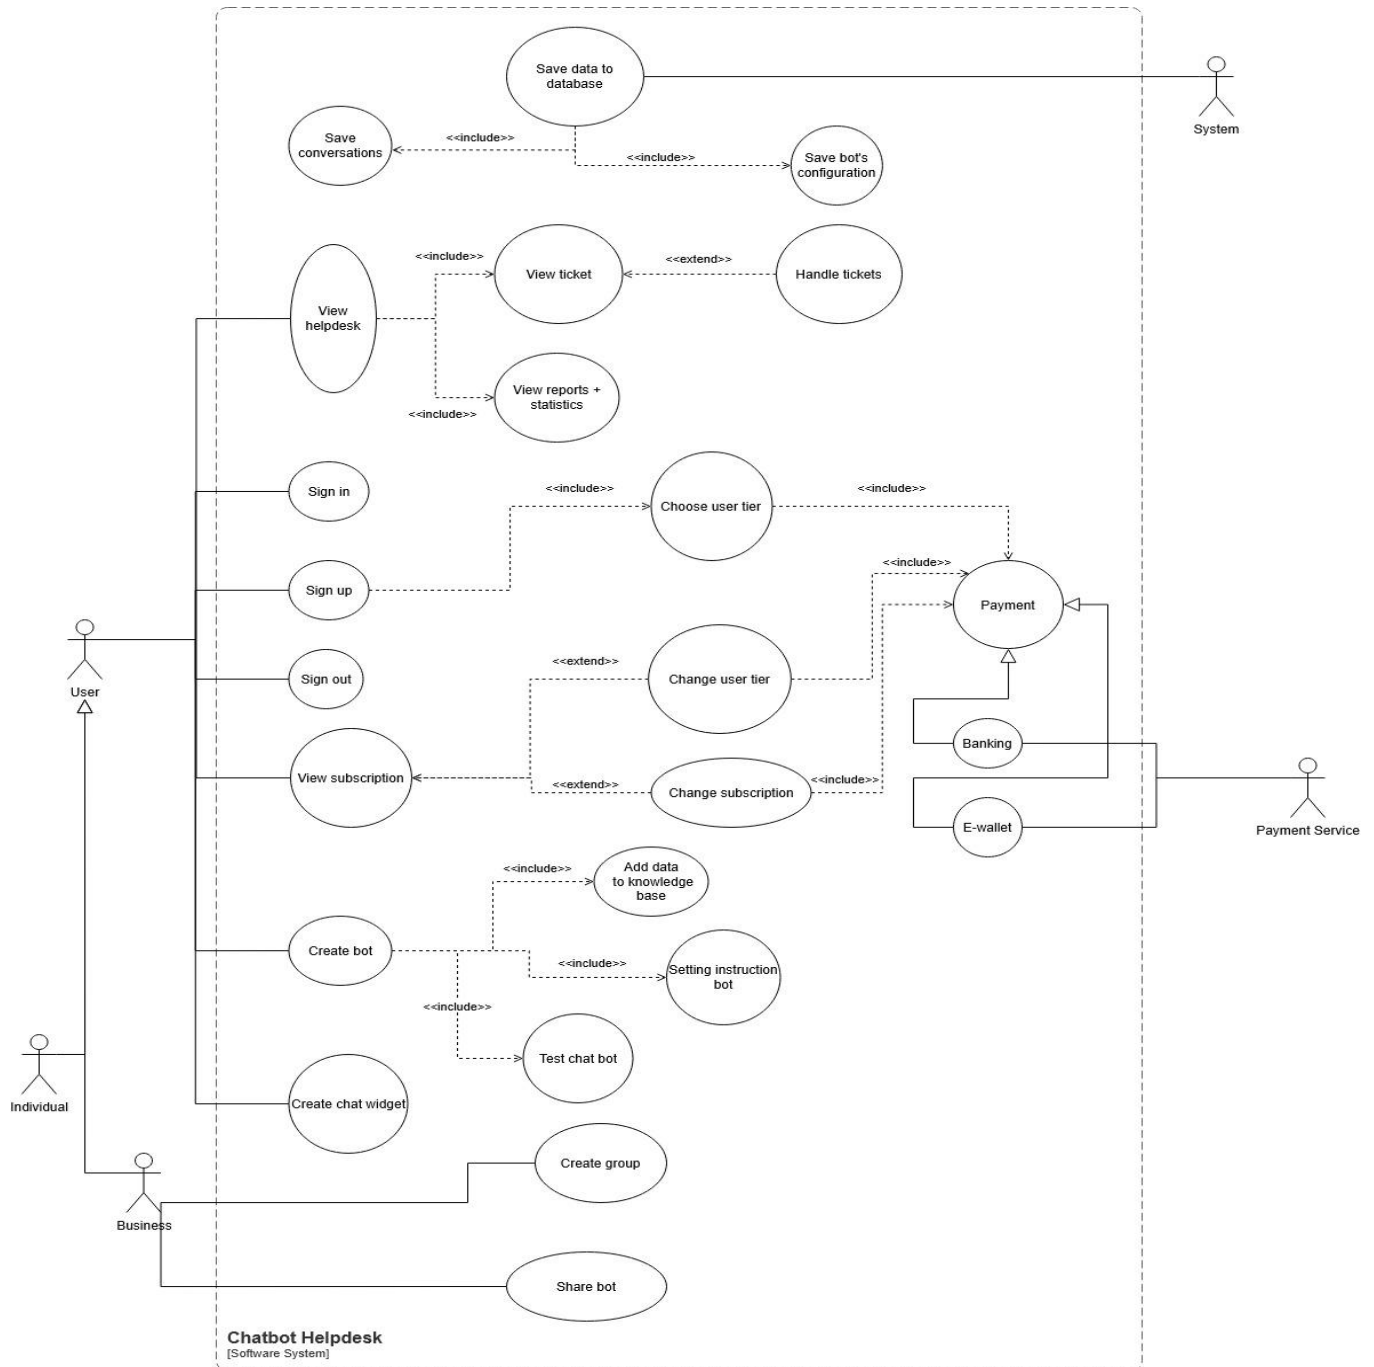 Save data to
database
System
Save
conversations
<<include>>
<<include>>
Save bot's
configuration
<<include>>
View ticket
<<extend>>
Handle tickets
View
helpdesk
View reports +
statistics
<<include>>
Sign in
<<include>>
Choose user tier
<<include>>
Sign up
<<include>>
Payment
User
Sign out
<<extend>>
Change user tier
Banking
View subscription
<<extend>>
Change subscription
<<include>>
E-wallet
Payment Service
<<include>>
Add data
to knowledge
base
Create bot
<<include>>
Setting instruction
bot
<<include>>
Test chat bot
Individual
Create chat widget
Create group
Business
Share bot
Chatbot Helpdesk
[Software System]